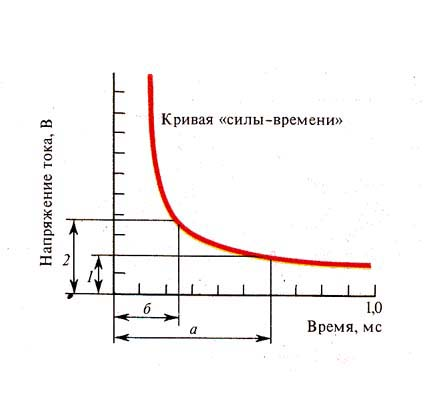 Кривая «силы-времени»
Напряжение тока, В
2
1
б
а
1,0
Время, мс